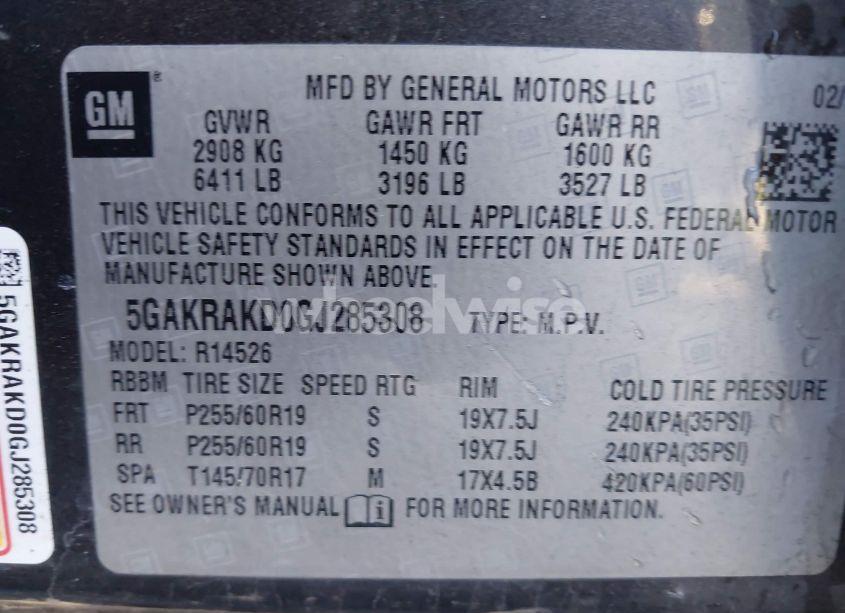 GM
MFD BY GENERAL MOTORS LLC 02/
GVWR GAWR FRT GAWR RR
2908 KG 1450 KG 1600 KG
6411 LB 3196 LB 3527 LB
THIS VEHICLE CONFORMS TO ALL APPLICABLE U.S. FEDERAL MOTOR
VEHICLE SAFETY STANDARDS IN EFFECT ON THE DATE OF
MANUFACTURE SHOWN ABOVE.
5GAKRAKD0GJ285308 TYPE: M.P.V.
MODEL: R14526
RBBM TIRE SIZE SPEED RTG RIM COLD TIRE PRESSURE
FRT P255/60R19 S 19X7.5J 240KPA(35PSI)
RR P255/60R19 S 19X7.5J 240KPA(35PSI)
SPA T145/70R17 M 17X4.5B 420KPA(60PSI)
SEE OWNER'S MANUAL FOR MORE INFORMATION.
5GAKRAKD0GJ285308